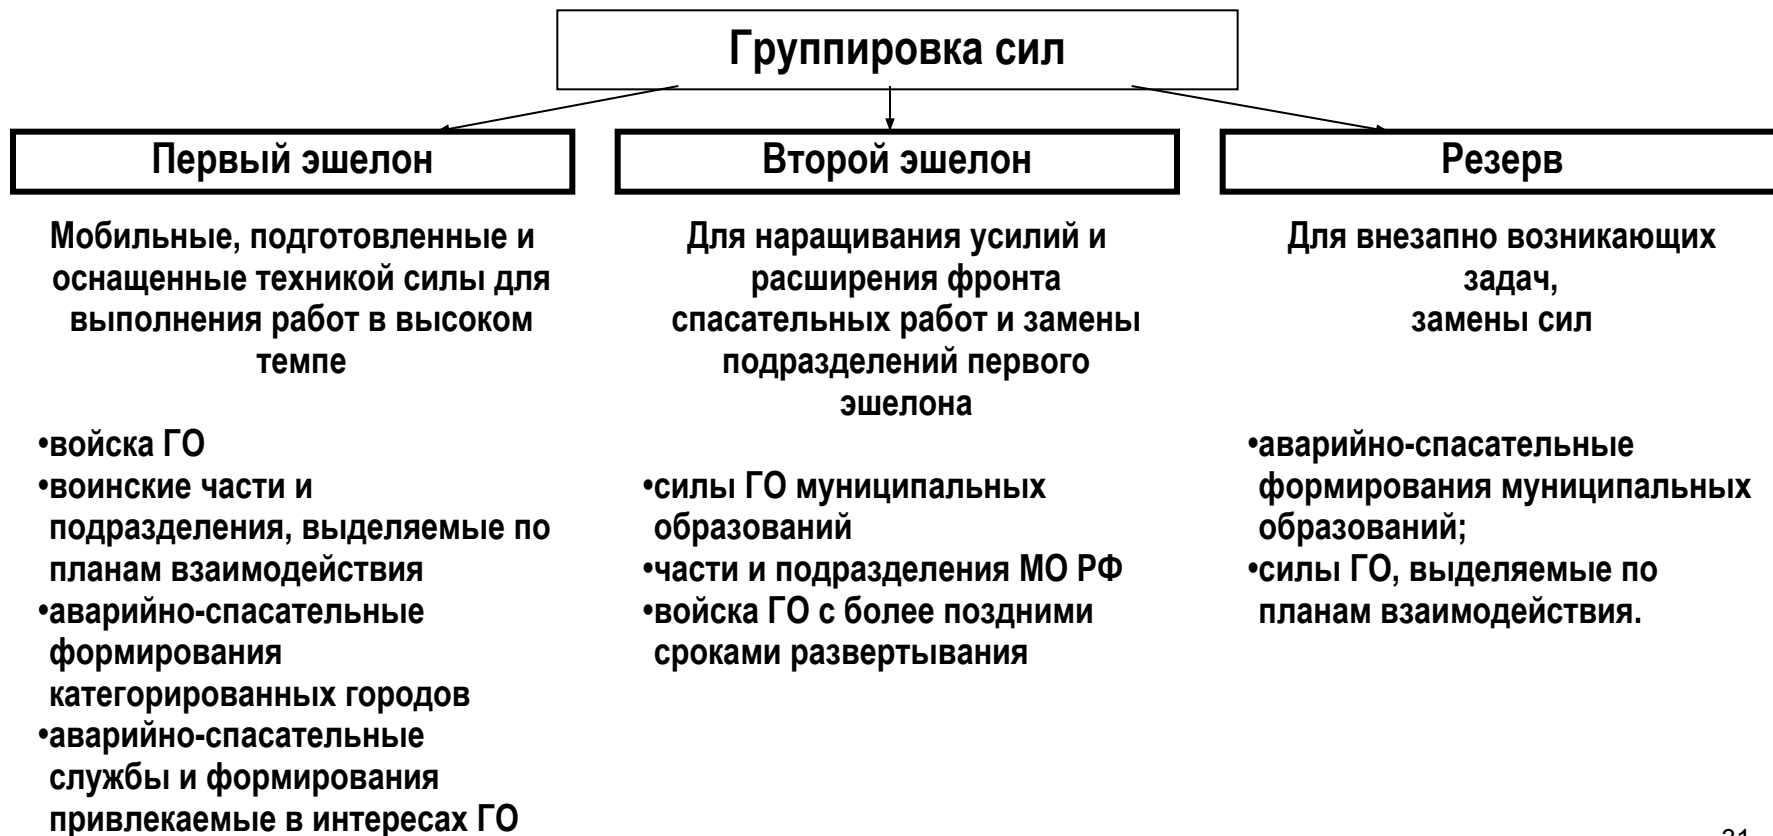 Группировка сил
Первый эшелон
Мобильные, подготовленные и
оснащенные техникой силы для
выполнения работ в высоком
темпе
•войска ГО
•воинские части и
подразделения, выделяемые по
планам взаимодействия
•аварийно-спасательные
формирования
категорированных городов
•аварийно-спасательные
службы и формирования
привлекаемые в интересах ГО
Второй эшелон
Для наращивания усилий и
расширения фронта
спасательных работ и замены
подразделений первого
эшелона
•силы ГО муниципальных
образований
•части и подразделения МО РФ
•войска ГО с более поздними
сроками развертывания
Резерв
Для внезапно возникающих
задач,
замены сил
•аварийно-спасательные
формирования муниципальных
образований;
•силы ГО, выделяемые по
планам взаимодействия.